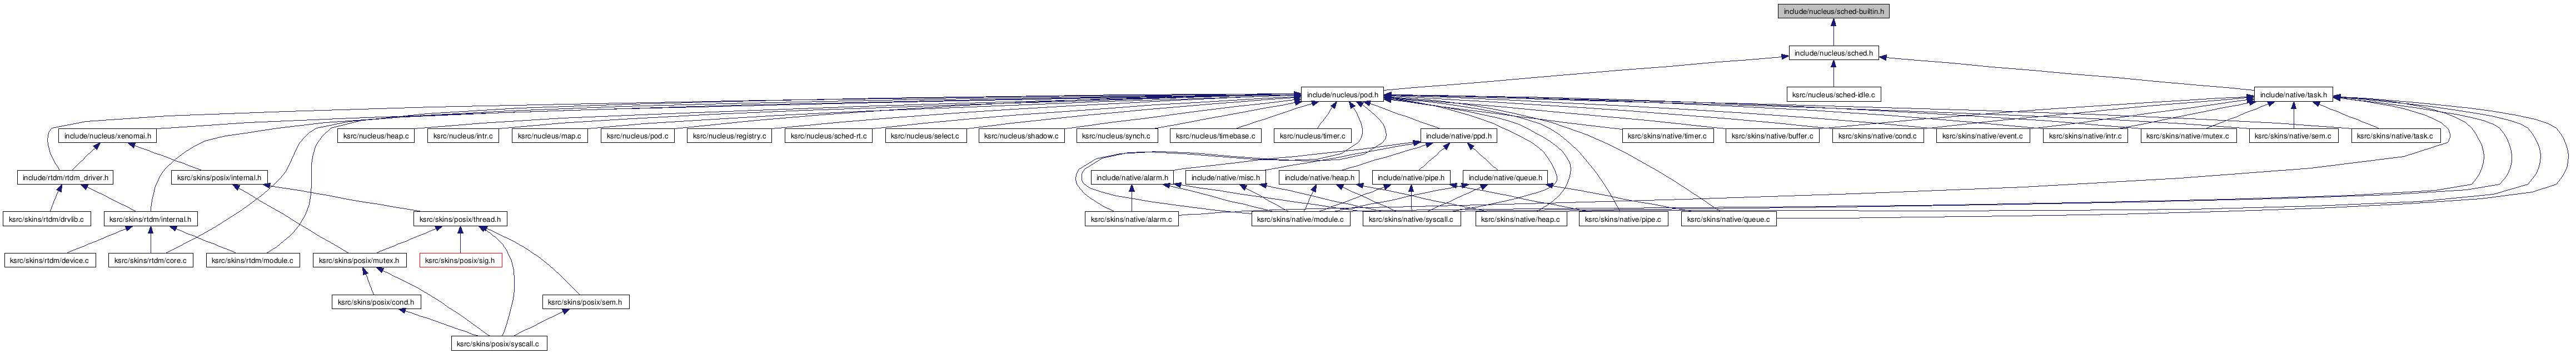 include/nucleus/sched-builtin.h
include/nucleus/sched.h
include/nucleus/pod.h
ksrc/nucleus/sched-idle.c
include/native/task.h
include/nucleus/xenomai.h
ksrc/nucleus/heap.c
ksrc/nucleus/intr.c
ksrc/nucleus/map.c
ksrc/nucleus/pod.c
ksrc/nucleus/registry.c
ksrc/nucleus/sched-rt.c
ksrc/nucleus/select.c
ksrc/nucleus/shadow.c
ksrc/nucleus/synch.c
ksrc/nucleus/timebase.c
ksrc/nucleus/timer.c
include/native/ppd.h
ksrc/skins/native/timer.c
ksrc/skins/native/buffer.c
ksrc/skins/native/cond.c
ksrc/skins/native/event.c
ksrc/skins/native/intr.c
ksrc/skins/native/mutex.c
ksrc/skins/native/sem.c
ksrc/skins/native/task.c
include/rtdm/rtdm_driver.h
ksrc/skins/posix/internal.h
include/native/alarm.h
include/native/misc.h
include/native/heap.h
include/native/pipe.h
include/native/queue.h
ksrc/skins/rtdm/drvlib.c
ksrc/skins/rtdm/internal.h
ksrc/skins/posix/thread.h
ksrc/skins/native/alarm.c
ksrc/skins/native/module.c
ksrc/skins/native/syscall.c
ksrc/skins/native/heap.c
ksrc/skins/native/pipe.c
ksrc/skins/native/queue.c
ksrc/skins/rtdm/device.c
ksrc/skins/rtdm/core.c
ksrc/skins/rtdm/module.c
ksrc/skins/posix/mutex.h
ksrc/skins/posix/sig.h
ksrc/skins/posix/cond.h
ksrc/skins/posix/sem.h
ksrc/skins/posix/syscall.c